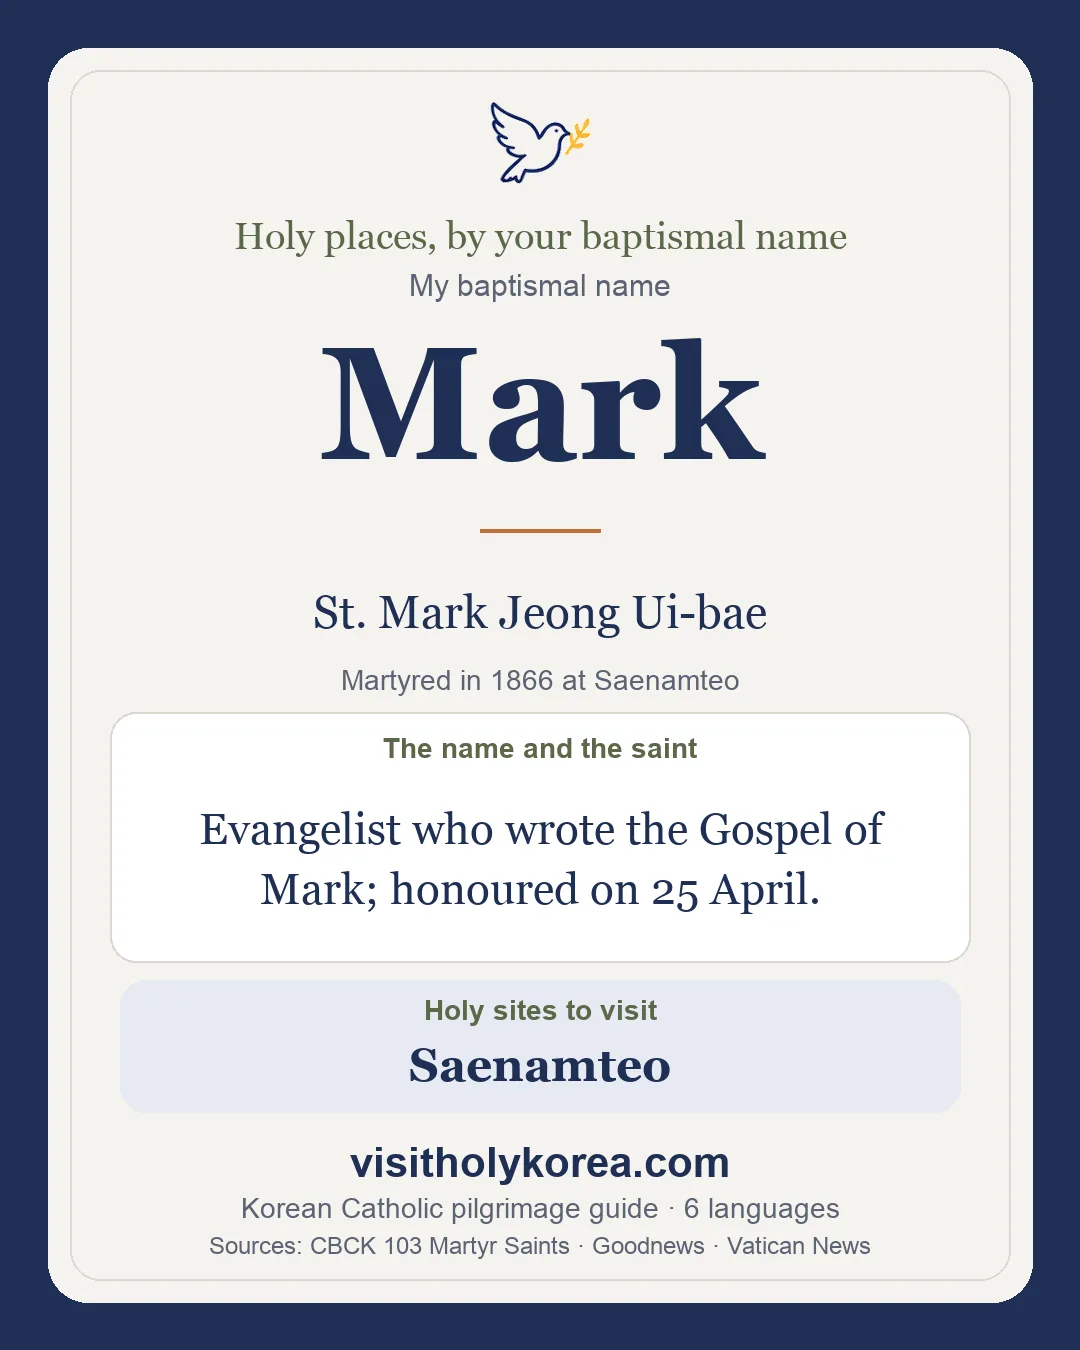 Holy places, by your baptismal name
My baptismal name
Mark
St. Mark Jeong Ui-bae
Martyred in 1866 at Saenamteo
The name and the saint
Evangelist who wrote the Gospel of
Mark; honoured on 25 April.
Holy sites to visit
Saenamteo
visitholykorea.com
Korean Catholic pilgrimage guide · 6 languages
Sources: CBCK 103 Martyr Saints · Goodnews · Vatican News